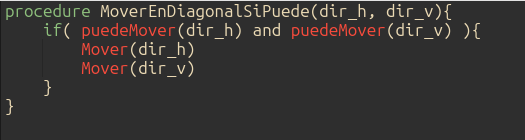 procedure MoverEnDiagonalSiPuede(dir_h, dir_v){
    if( puedeMover(dir_h) and puedeMover(dir_v) ){
        Mover(dir_h)
        Mover(dir_v)
    }
}